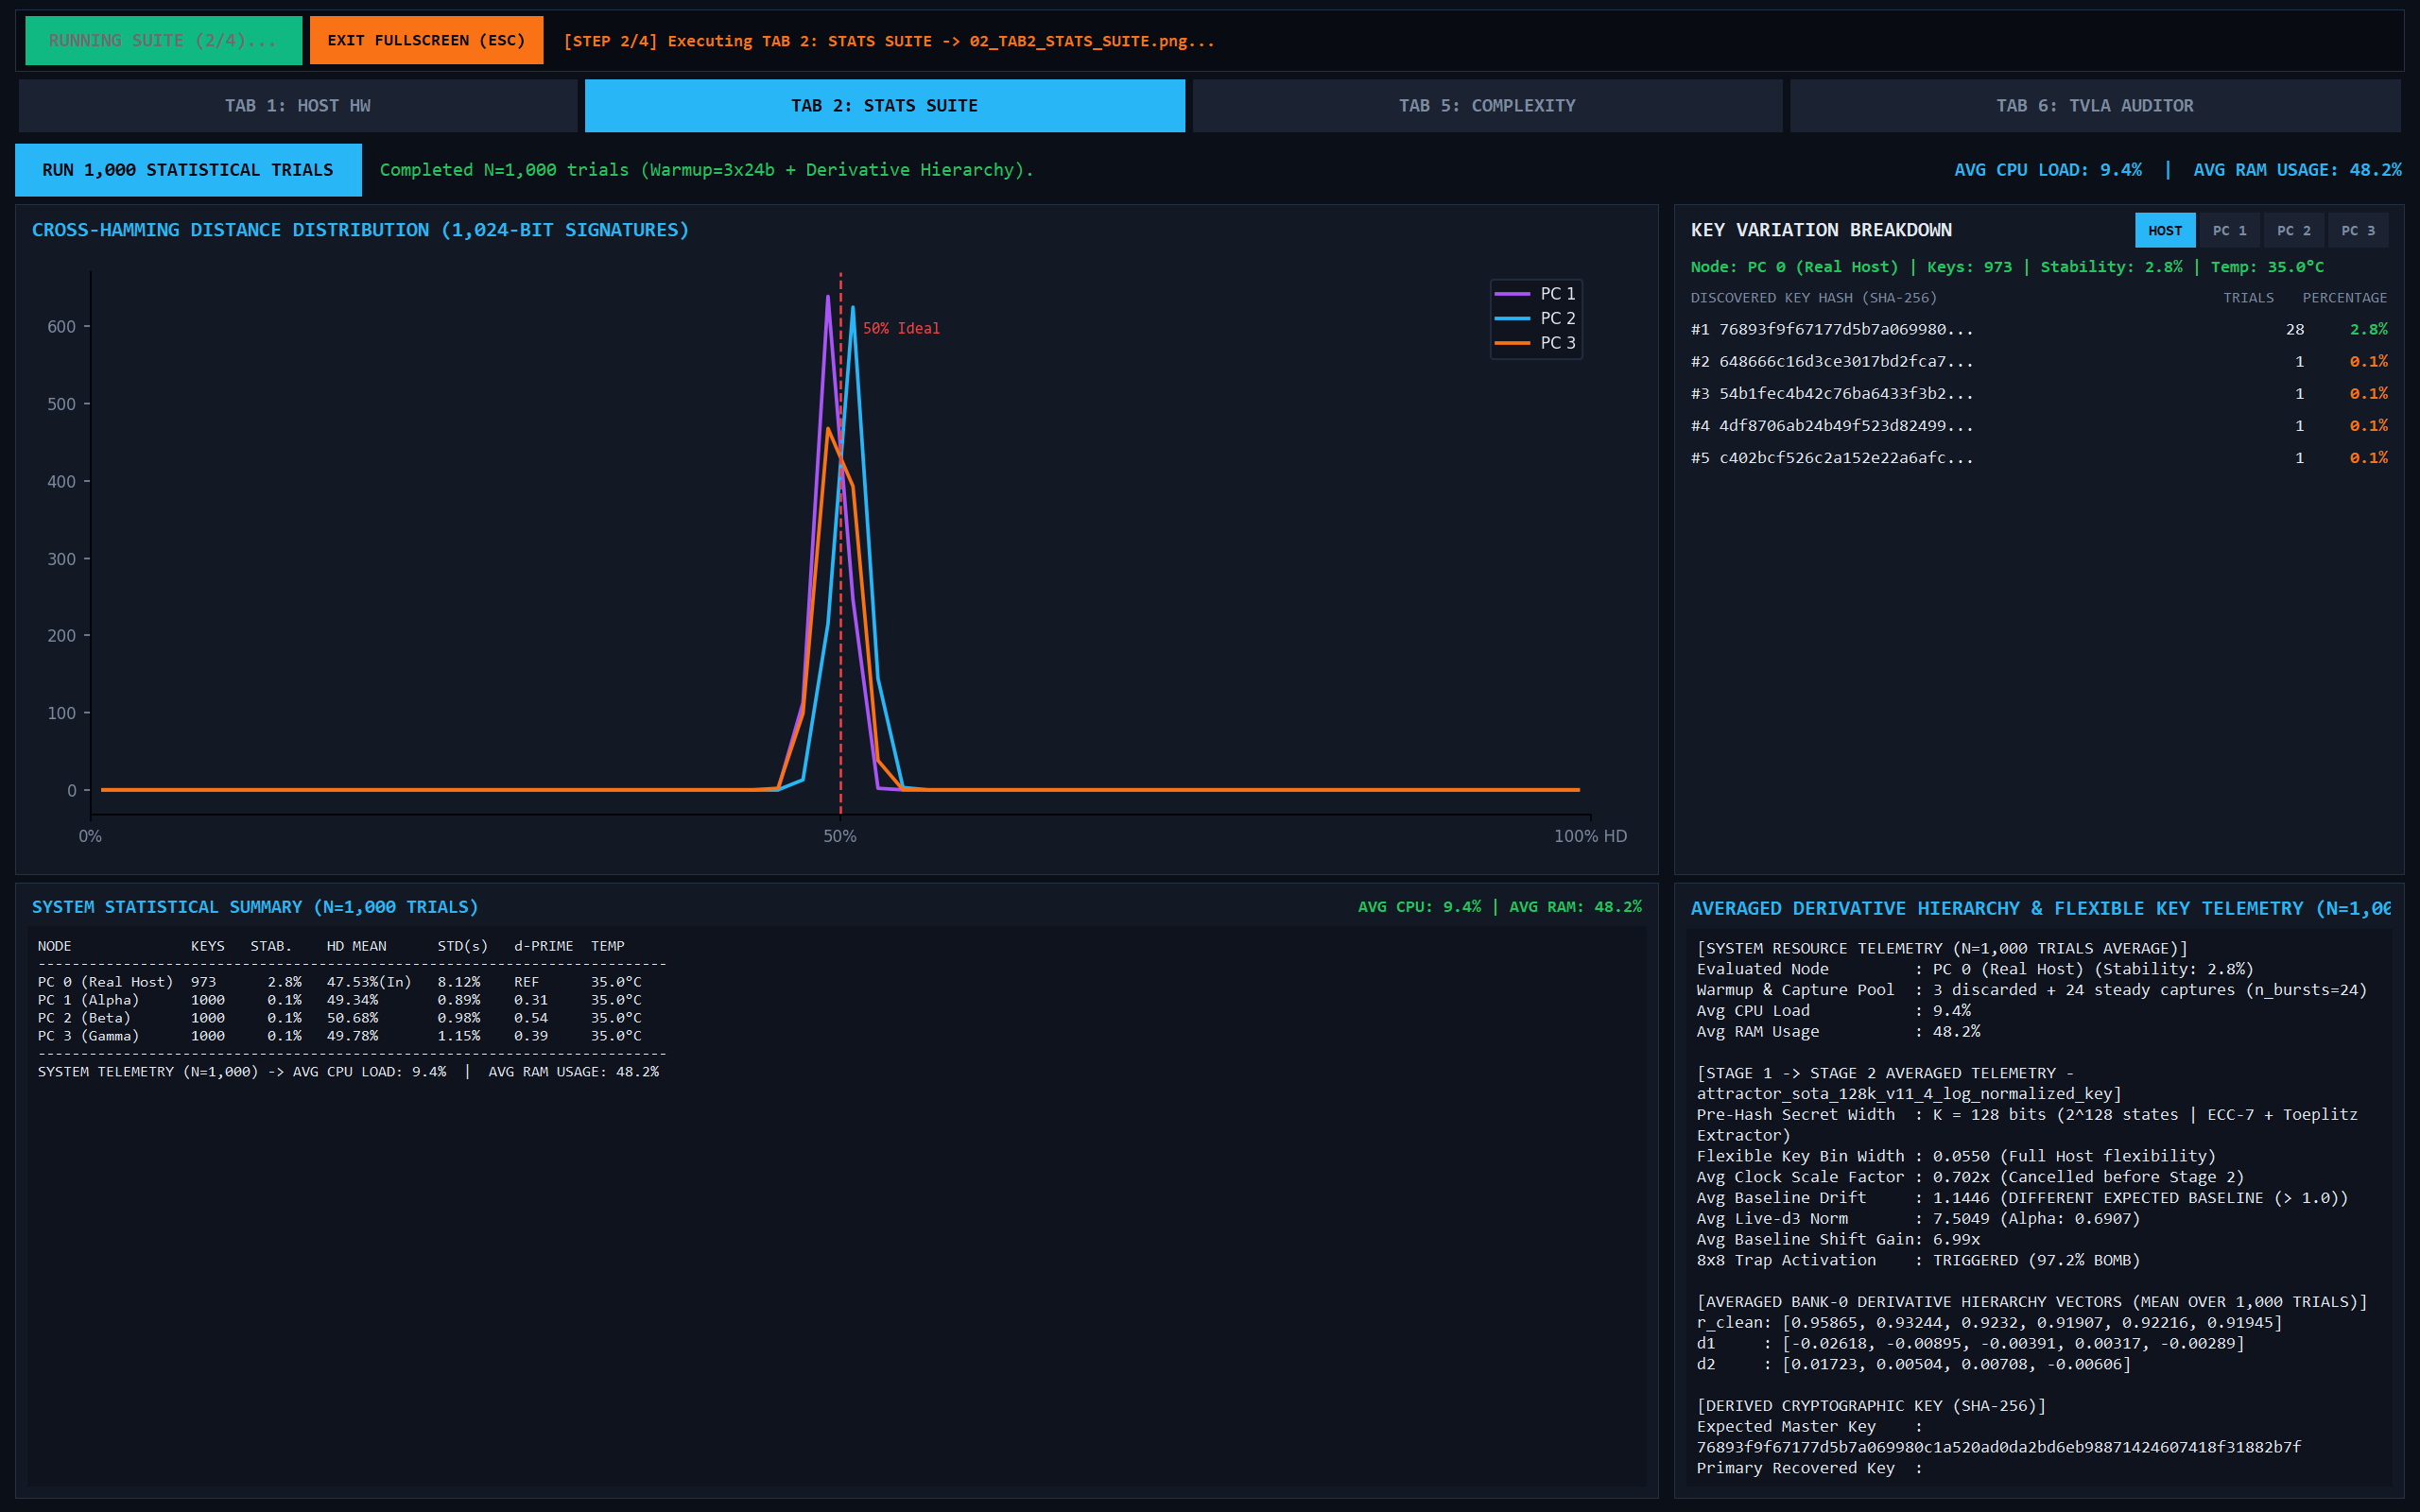 RUNNING SUITE (2/4)...
EXIT FULLSCREEN (ESC)
[STEP 2/4] Executing TAB 2: STATS SUITE -> 02_TAB2_STATS_SUITE.png...
TAB 1: HOST HW
TAB 2: STATS SUITE
TAB 5: COMPLEXITY
TAB 6: TVLA AUDITOR
RUN 1,000 STATISTICAL TRIALS
Completed N=1,000 trials (Warmup=3x24b + Derivative Hierarchy).
AVG CPU LOAD: 9.4% | AVG RAM USAGE: 48.2%
CROSS-HAMMING DISTANCE DISTRIBUTION (1,024-BIT SIGNATURES)
600
500
400
300
200
100
0
0%
50%
100% HD
50% Ideal
PC 1
PC 2
PC 3
KEY VARIATION BREAKDOWN
HOST
PC 1
PC 2
PC 3
Node: PC 0 (Real Host) | Keys: 973 | Stability: 2.8% | Temp: 35.0°C
DISCOVERED KEY HASH (SHA-256) TRIALS PERCENTAGE
#1 76893f9f67177d5b7a069980... 28 2.8%
#2 648666c16d3ce3017bd2fca7... 1 0.1%
#3 54b1fec4b42c76ba6433f3b2... 1 0.1%
#4 4df8706ab24b49f523d82499... 1 0.1%
#5 c402bcf526c2a152e22a6afc... 1 0.1%
SYSTEM STATISTICAL SUMMARY (N=1,000 TRIALS)
AVG CPU: 9.4% | AVG RAM: 48.2%
NODE KEYS STAB. HD MEAN STD(s) d-PRIME TEMP
--------------------------------------------------------------------------
PC 0 (Real Host) 973 2.8% 47.53%(In) 8.12% REF 35.0°C
PC 1 (Alpha) 1000 0.1% 49.34% 0.89% 0.31 35.0°C
PC 2 (Beta) 1000 0.1% 50.68% 0.98% 0.54 35.0°C
PC 3 (Gamma) 1000 0.1% 49.78% 1.15% 0.39 35.0°C
--------------------------------------------------------------------------
SYSTEM TELEMETRY (N=1,000) -> AVG CPU LOAD: 9.4% | AVG RAM USAGE: 48.2%
AVERAGED DERIVATIVE HIERARCHY & FLEXIBLE KEY TELEMETRY (N=1,00
[SYSTEM RESOURCE TELEMETRY (N=1,000 TRIALS AVERAGE)]
Evaluated Node : PC 0 (Real Host) (Stability: 2.8%)
Warmup & Capture Pool : 3 discarded + 24 steady captures (n_bursts=24)
Avg CPU Load : 9.4%
Avg RAM Usage : 48.2%
[STAGE 1 -> STAGE 2 AVERAGED TELEMETRY -
attractor_sota_128k_v11_4_log_normalized_key]
Pre-Hash Secret Width : K = 128 bits (2^128 states | ECC-7 + Toeplitz
Extractor)
Flexible Key Bin Width : 0.0550 (Full Host flexibility)
Avg Clock Scale Factor : 0.702x (Cancelled before Stage 2)
Avg Baseline Drift : 1.1446 (DIFFERENT EXPECTED BASELINE (> 1.0))
Avg Live-d3 Norm : 7.5049 (Alpha: 0.6907)
Avg Baseline Shift Gain: 6.99x
8x8 Trap Activation : TRIGGERED (97.2% BOMB)
[AVERAGED BANK-0 DERIVATIVE HIERARCHY VECTORS (MEAN OVER 1,000 TRIALS)]
r_clean: [0.95865, 0.93244, 0.9232, 0.91907, 0.92216, 0.91945]
d1 : [-0.02618, -0.00895, -0.00391, 0.00317, -0.00289]
d2 : [0.01723, 0.00504, 0.00708, -0.00606]
[DERIVED CRYPTOGRAPHIC KEY (SHA-256)]
Expected Master Key :
76893f9f67177d5b7a069980c1a520ad0da2bd6eb98871424607418f31882b7f
Primary Recovered Key :